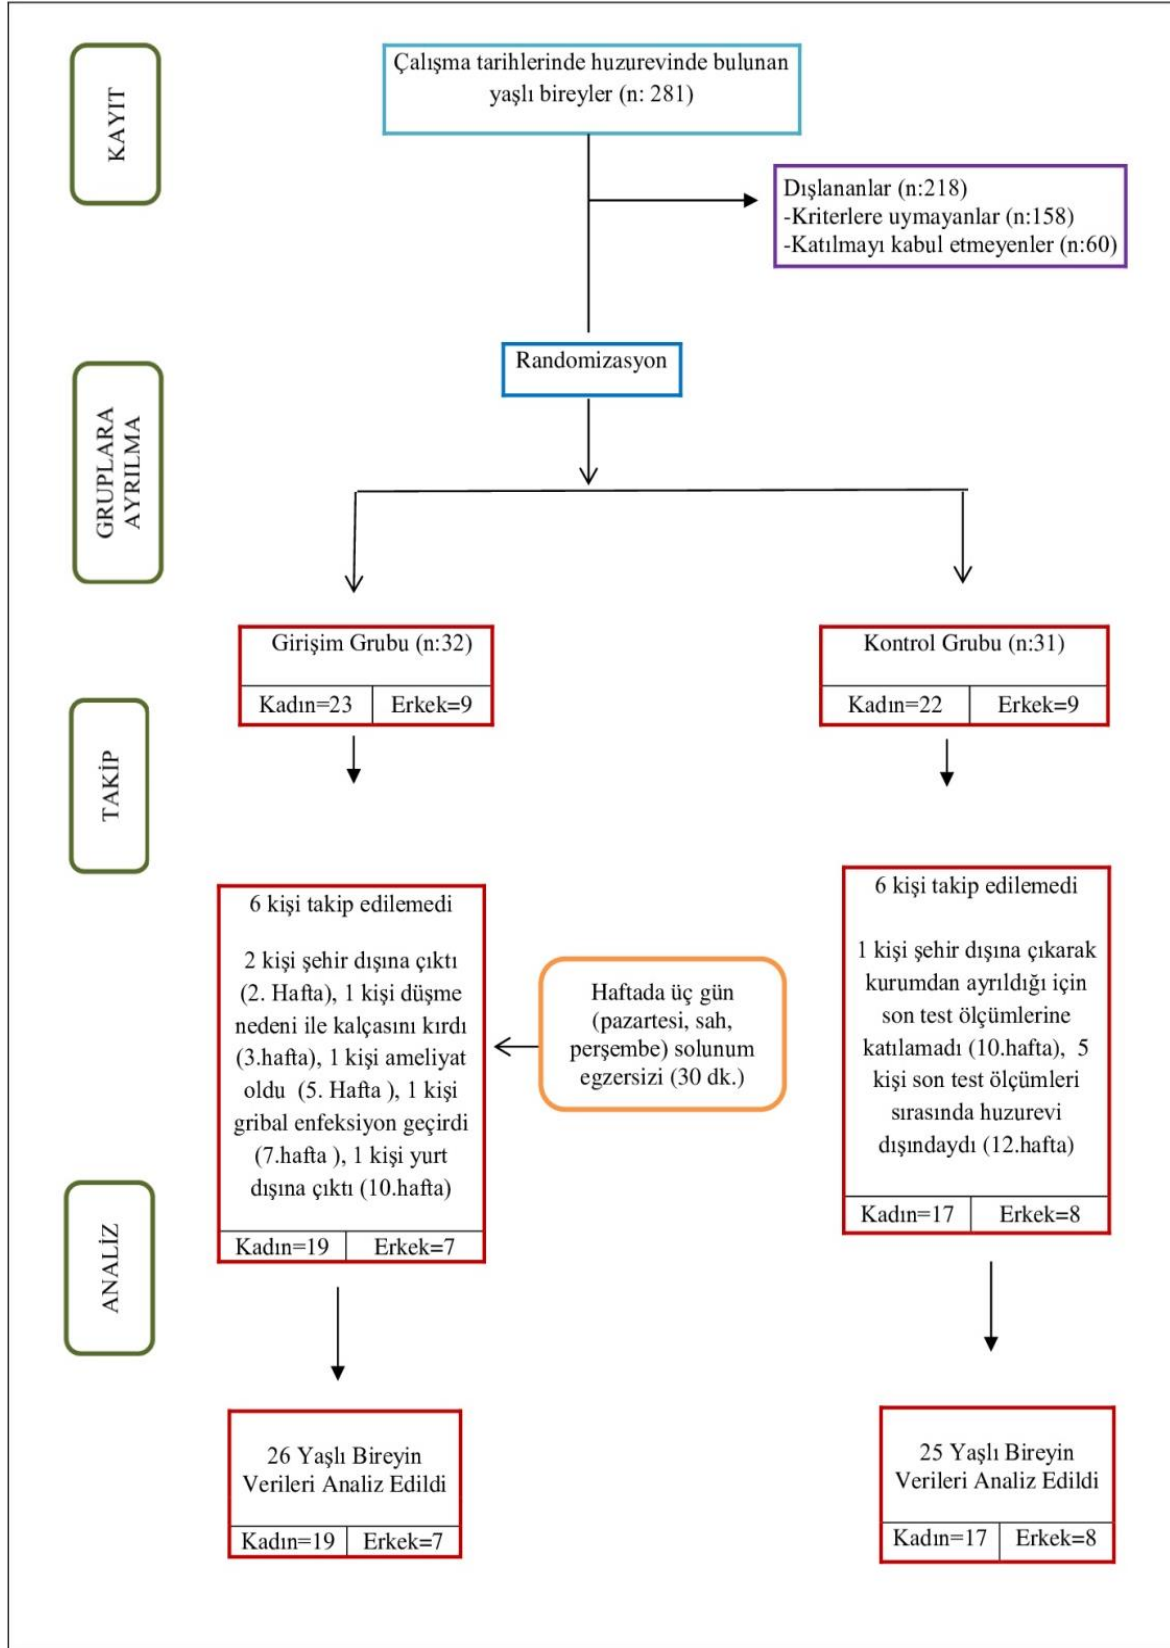 KAYIT
Çalışma tarihlerinde huzurevinde bulunan
yaşlı bireyler (n: 281)
Dışlananlar (n:218)
-Kriterlere uymayanlar (n:158)
-Katılmayı kabul etmeyenler (n:60)
GRUPLARA
AYRILMA
Randomizasyon
Girişim Grubu (n:32)
Kadın=23 Erkek=9
Kontrol Grubu (n:31)
Kadın=22 Erkek=9
TAKİP
6 kişi takip edilemedi
2 kişi şehir dışına çıktı
(2. Hafta), 1 kişi düşme
nedeni ile kalçasını kırdı
(3.hafta), 1 kişi ameliyat
oldu (5. Hafta ), 1 kişi
gribal enfeksiyon geçirdi
(7.hafta ), 1 kişi yurt
dışına çıktı (10.hafta)
Kadın=19 Erkek=7
Haftada üç gün
(pazartesi, salı,
perşembe) solunum
egzersizi (30 dk.)
6 kişi takip edilemedi
1 kişi şehir dışına çıkarak
kurumdan ayrıldığı için
son test ölçümlerine
katılamadı (10.hafta), 5
kişi son test ölçümleri
sırasında huzurevi
dışındaydı (12.hafta)
Kadın=17 Erkek=8
ANALİZ
26 Yaşlı Bireyin
Verileri Analiz Edildi
Kadın=19 Erkek=7
25 Yaşlı Bireyin
Verileri Analiz Edildi
Kadın=17 Erkek=8